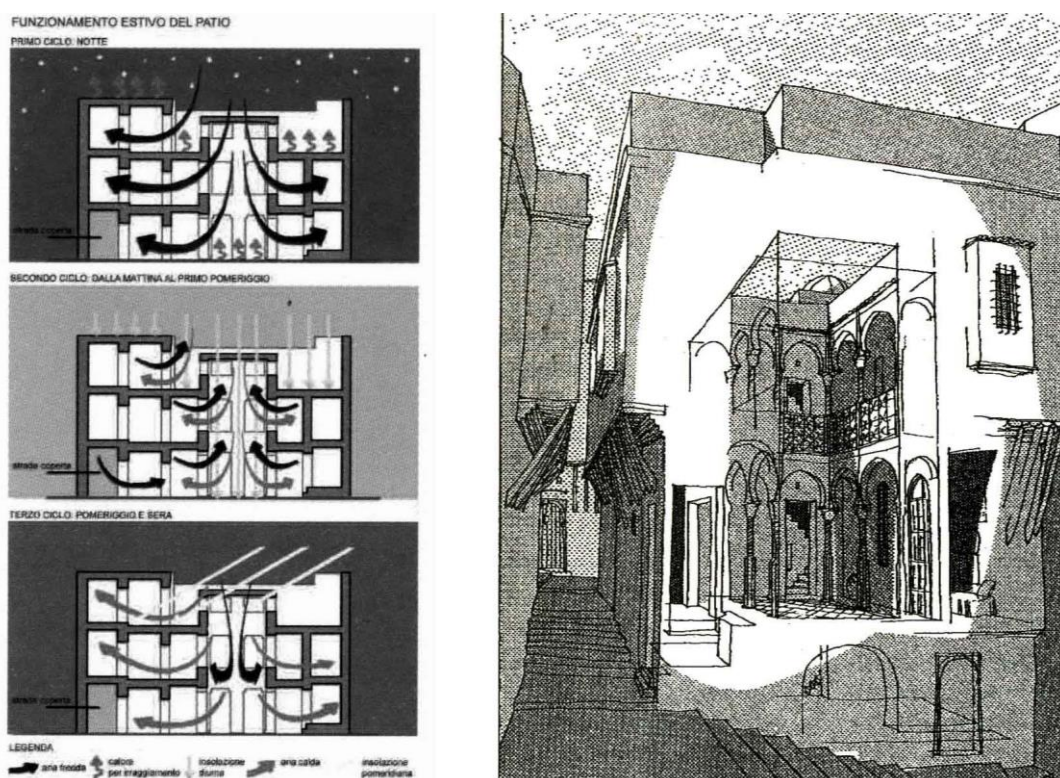 FUNZIONAMENTO ESTIVO DEL PATIO
PRIMO CICLO: NOTTE
strada coperta
SECONDO CICLO: DALLA MATTINA AL PRIMO POMERIGGIO
strada coperta
TERZO CICLO: POMERIGGIO E SERA
strada coperta
LEGENDA
aria fredda
calore
per irraggiamento
insolazione
diurna
aria calda
insolazione
pomeridiana